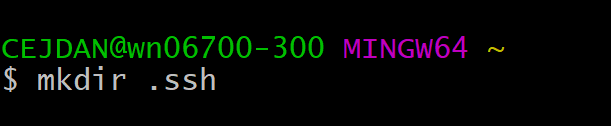 CEJDAN@wn06700-300 MINGW64 ~
$ mkdir .ssh